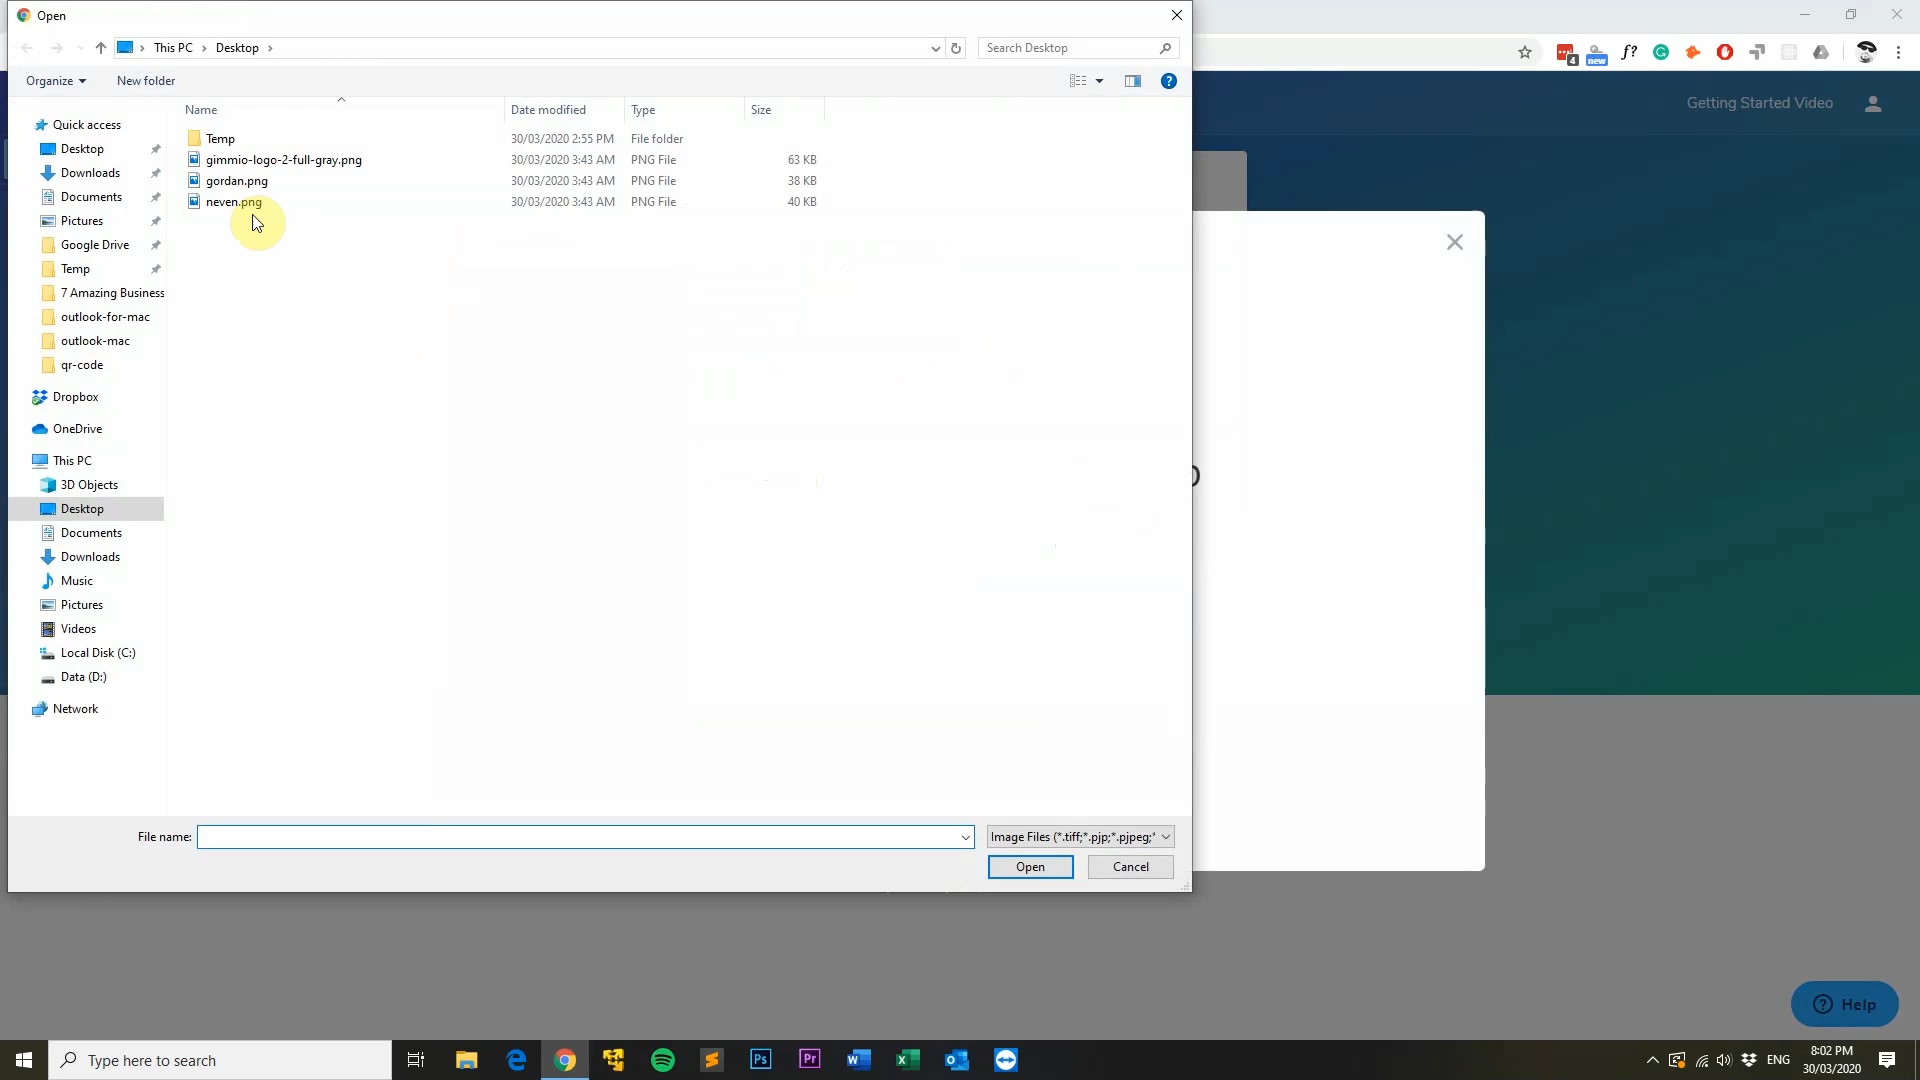 Open
This PC
Desktop
Search Desktop
Organize
New folder
Name
Date modified
Type
Size
Temp
30/03/2020 2:55 PM
File folder
gimmio-logo-2-full-gray.png
30/03/2020 3:43 AM
PNG File
63 KB
gordan.png
30/03/2020 3:43 AM
PNG File
38 KB
neven.png
30/03/2020 3:43 AM
PNG File
40 KB
Quick access
Desktop
Downloads
Documents
Pictures
Google Drive
Temp
7 Amazing Business
outlook-for-mac
outlook-mac
qr-code
Dropbox
OneDrive
This PC
3D Objects
Desktop
Documents
Downloads
Music
Pictures
Videos
Local Disk (C:)
Data (D:)
Network
File name:
Image Files (*.tiff;*.pjp;*.pjpeg;*
Open
Cancel
4
new
f?
Getting Started Video
Help
Type here to search
Ps
Pr
ENG
8:02 PM
30/03/2020